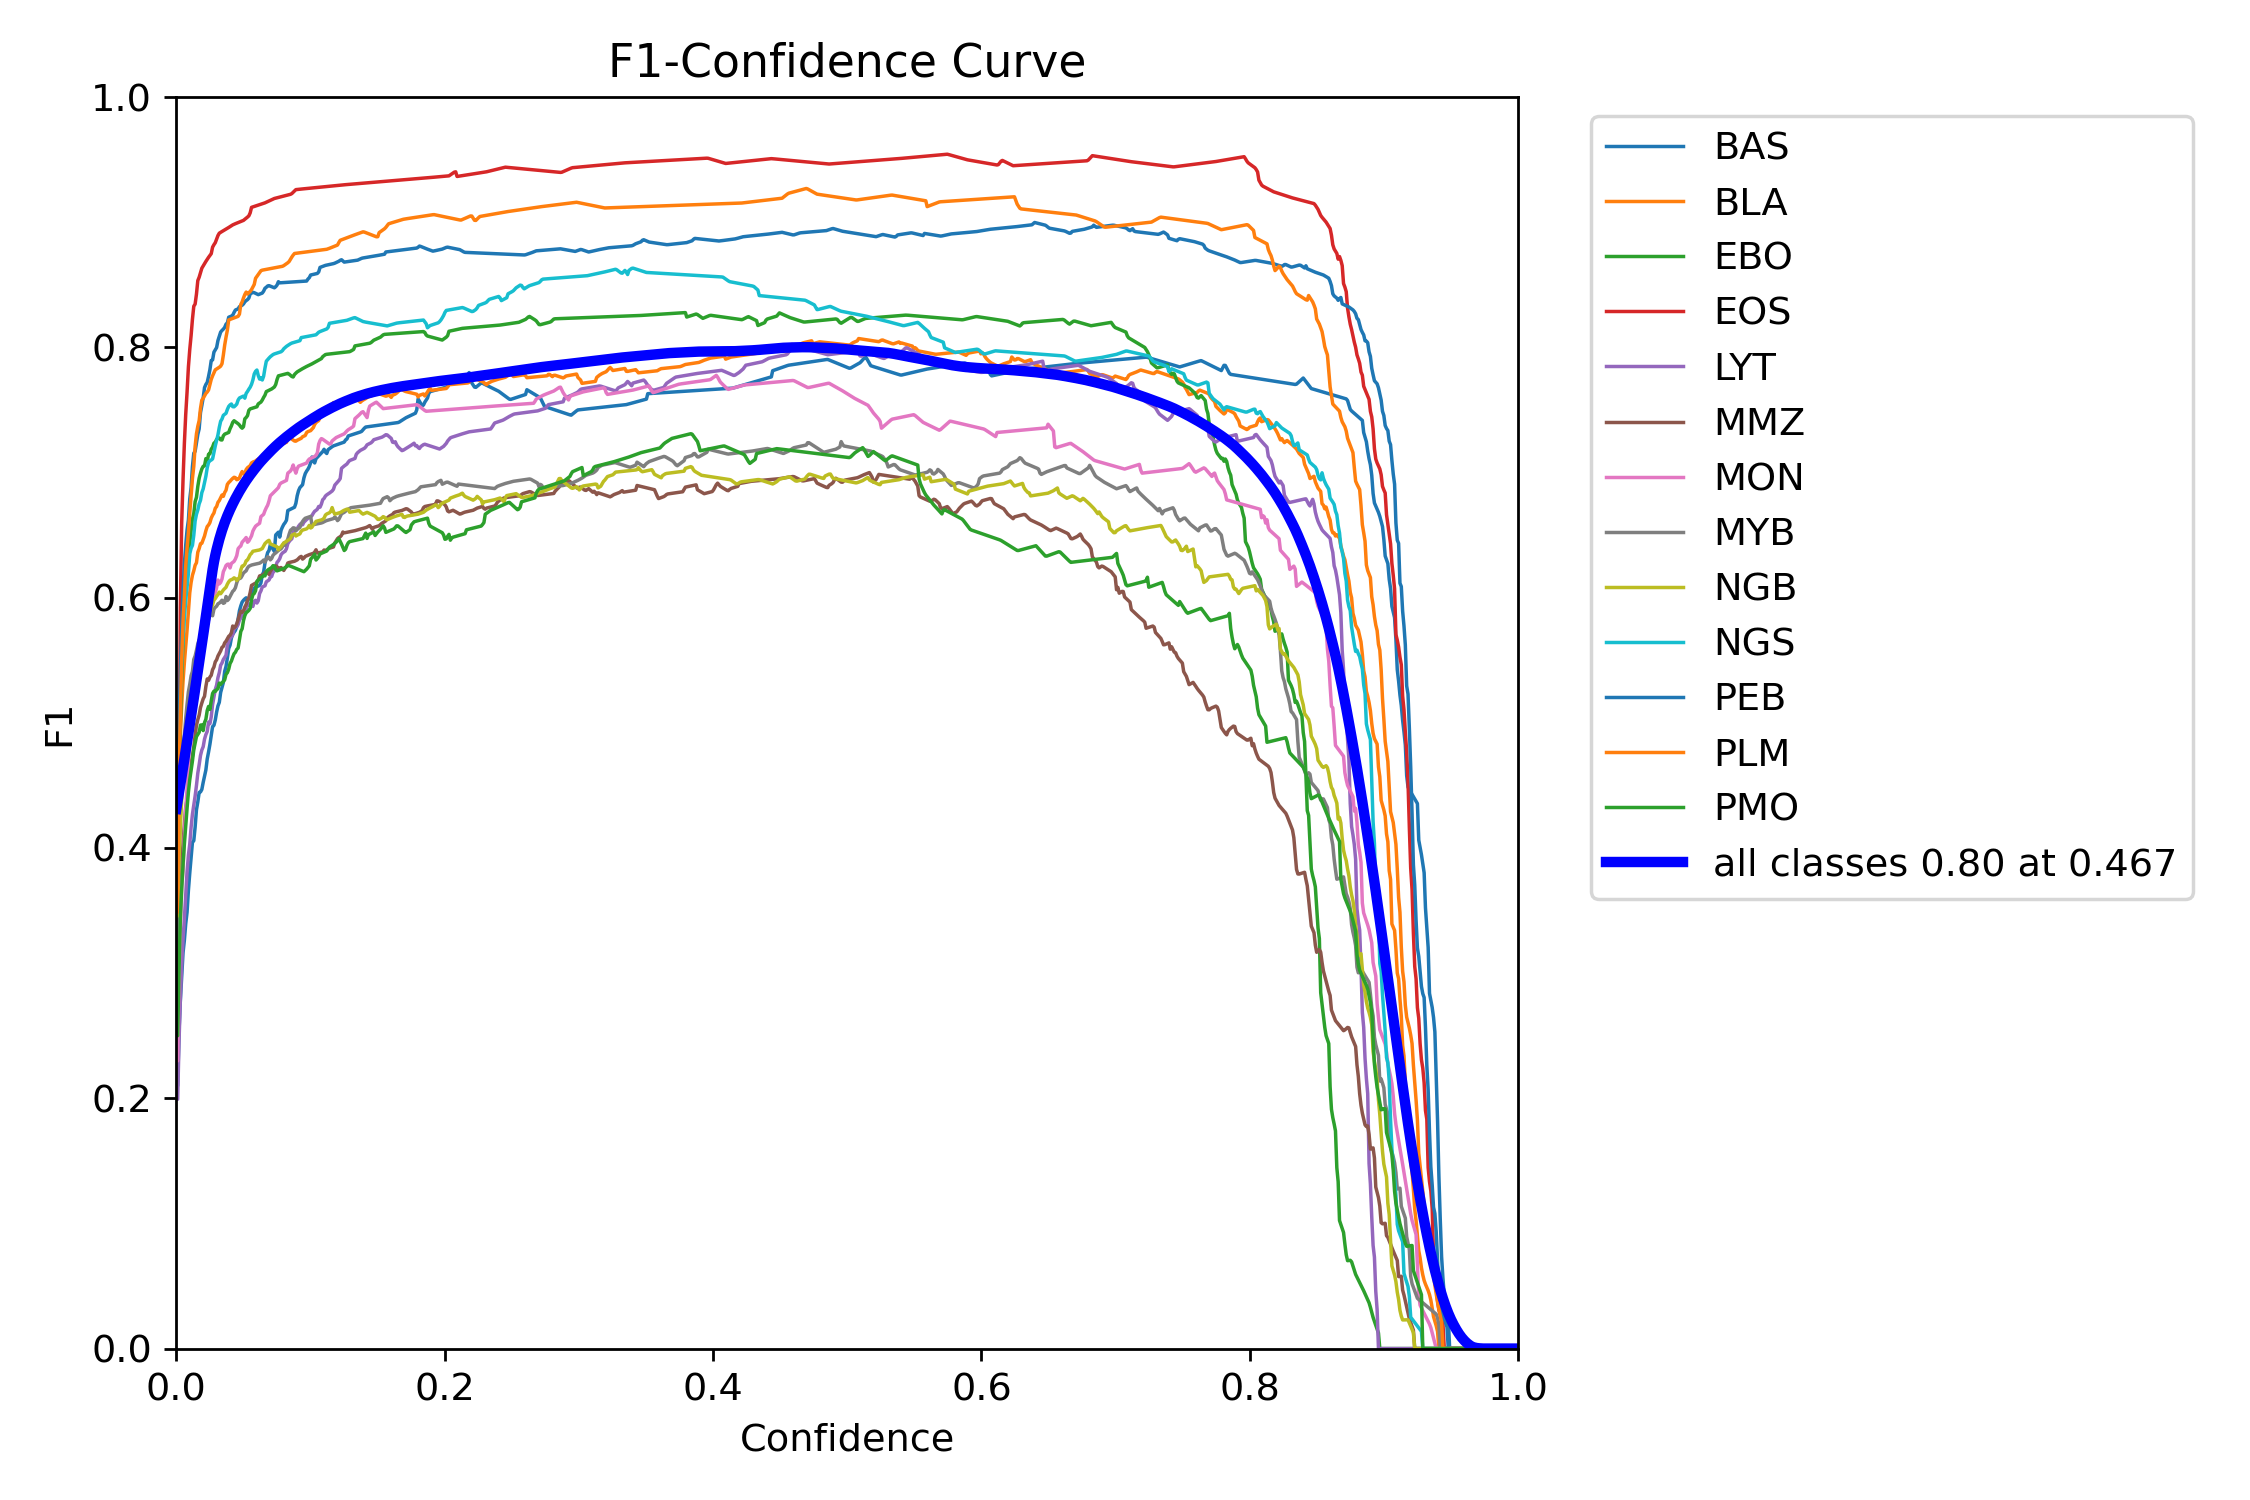 F1-Confidence Curve
1.0
0.8
0.6
0.4
0.2
0.0
F1
0.0 0.2 0.4 0.6 0.8 1.0
Confidence
BAS
BLA
EBO
EOS
LYT
MMZ
MON
MYB
NGB
NGS
PEB
PLM
PMO
all classes 0.80 at 0.467